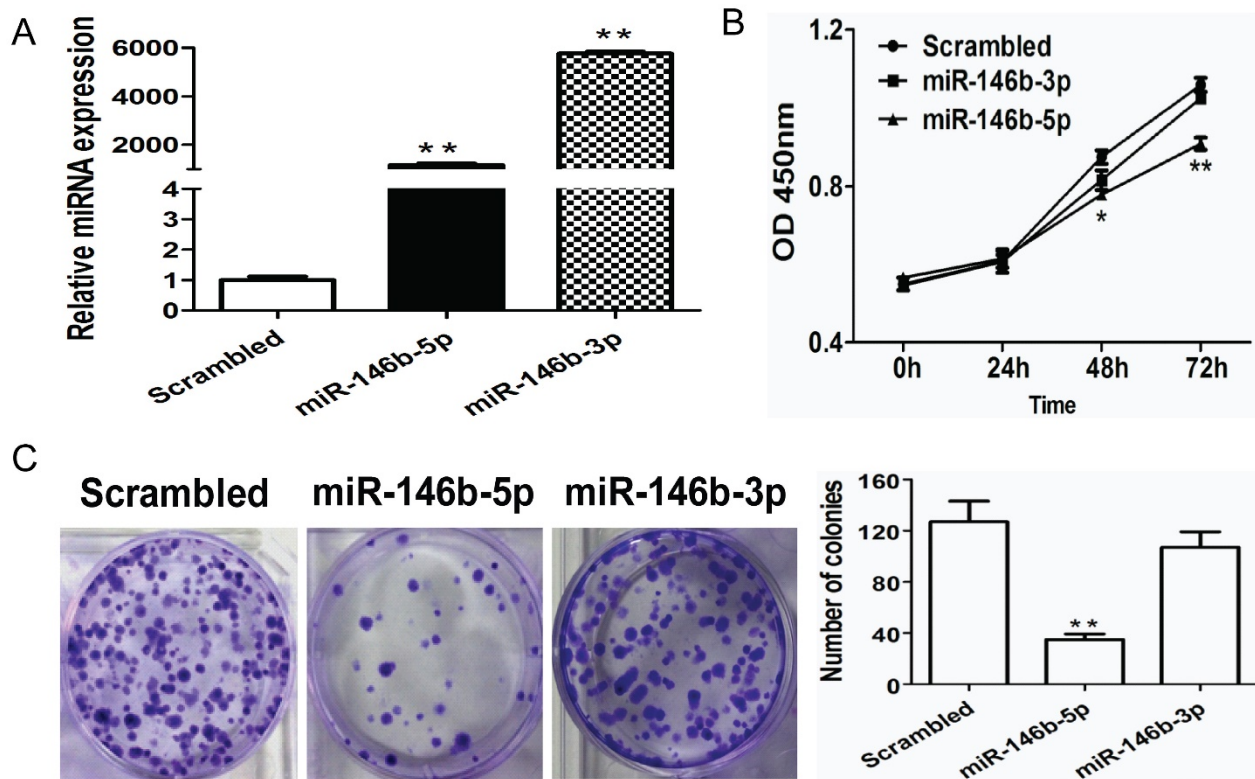 A
Relative miRNA expression
6000
4000
2000
4
3
2
1
0
**
**
Scrambled
miR-146b-5p
miR-146b-3p
B
OD 450nm
1.2
0.8
0.4
Scrambled
miR-146b-3p
miR-146b-5p
*
**
0h
24h
48h
72h
Time
C
Scrambled
miR-146b-5p
miR-146b-3p
Number of colonies
160
120
80
40
0
**
Scrambled
miR-146b-5p
miR-146b-3p